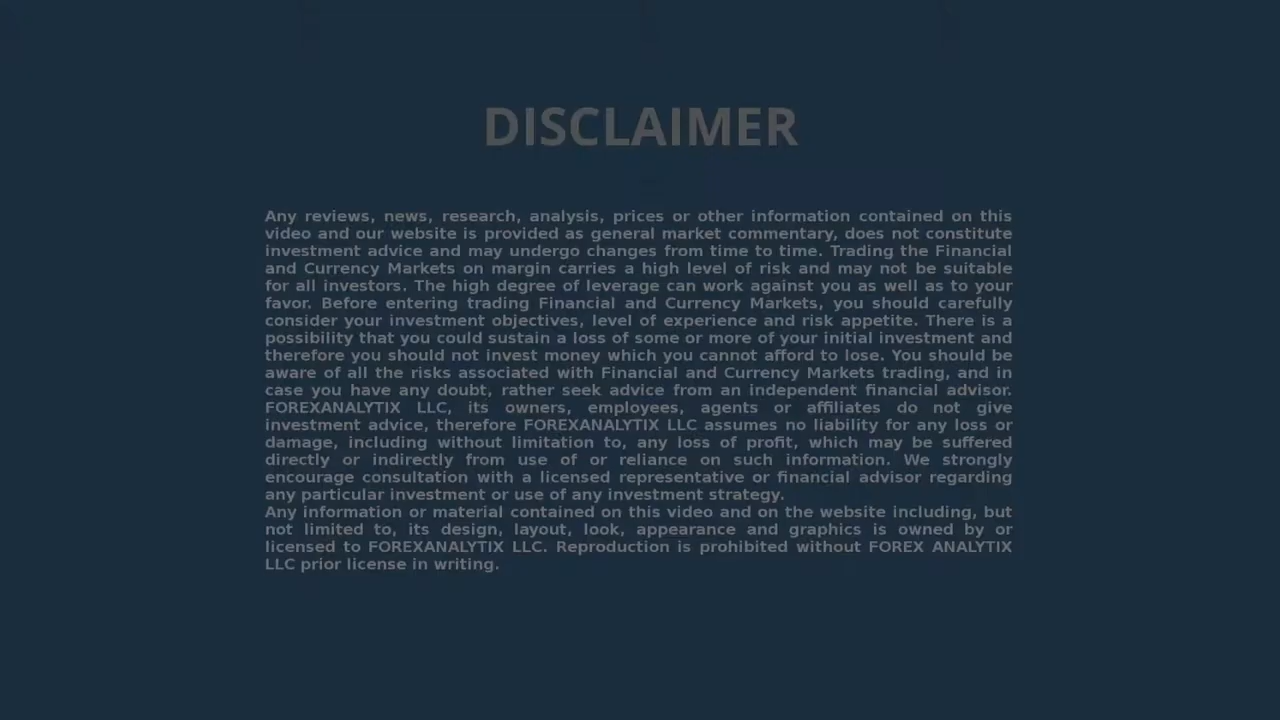 DISCLAIMER
Any reviews, news, research, analysis, prices or other information contained on this
video and our website is provided as general market commentary, does not constitute
investment advice and may undergo changes from time to time. Trading the Financial
and Currency Markets on margin carries a high level of risk and may not be suitable
for all investors. The high degree of leverage can work against you as well as to your
favor. Before entering trading Financial and Currency Markets, you should carefully
consider your investment objectives, level of experience and risk appetite. There is a
possibility that you could sustain a loss of some or more of your initial investment and
therefore you should not invest money which you cannot afford to lose. You should be
aware of all the risks associated with Financial and Currency Markets trading, and in
case you have any doubt, rather seek advice from an independent financial advisor.
FOREXANALYTIX LLC, its owners, employees, agents or affiliates do not give
investment advice, therefore FOREXANALYTIX LLC assumes no liability for any loss or
damage, including without limitation to, any loss of profit, which may be suffered
directly or indirectly from use of or reliance on such information. We strongly
encourage consultation with a licensed representative or financial advisor regarding
any particular investment or use of any investment strategy.
Any information or material contained on this video and on the website including, but
not limited to, its design, layout, look, appearance and graphics is owned by or
licensed to FOREXANALYTIX LLC. Reproduction is prohibited without FOREX ANALYTIX
LLC prior license in writing.